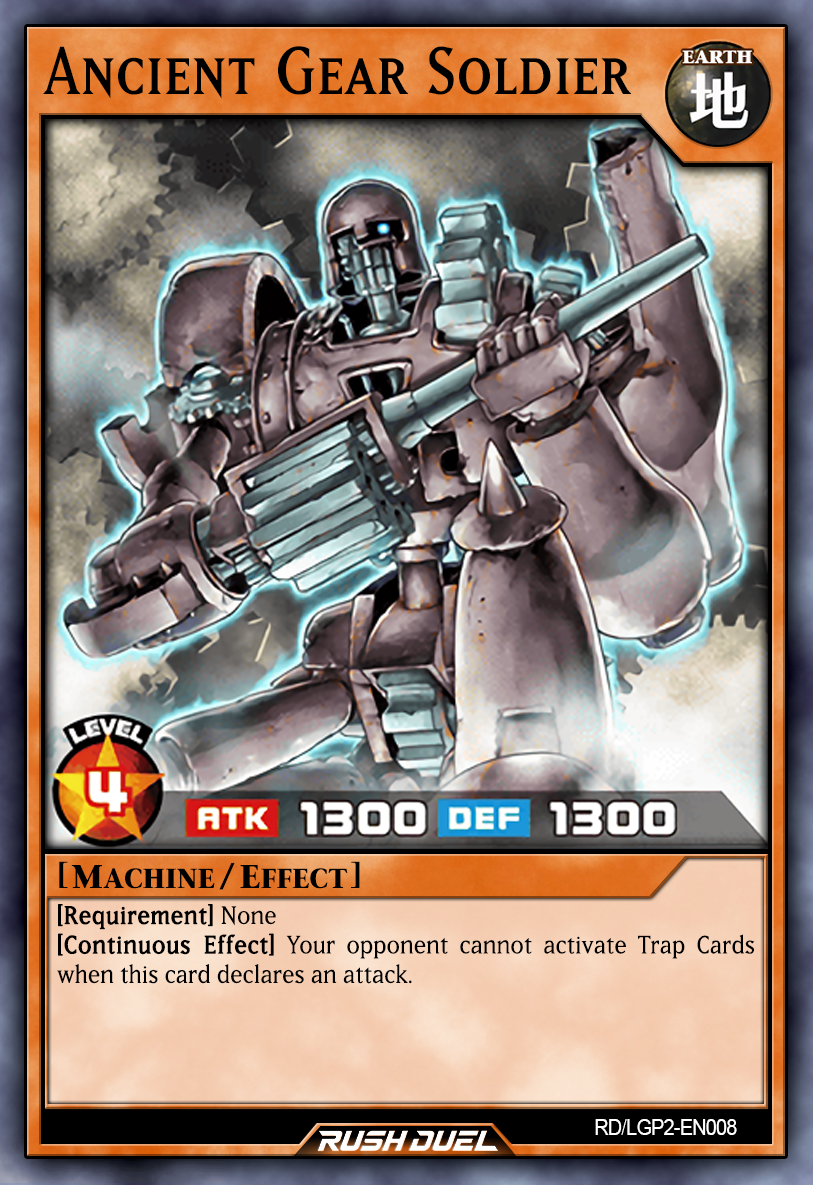 Ancient Gear Soldier
EARTH
地
LEVEL
4
ATK 1300 DEF 1300
[Machine/Effect]
[Requirement] None
[Continuous Effect] Your opponent cannot activate Trap Cards
when this card declares an attack.
RD/LGP2-EN008
RUSH DUEL